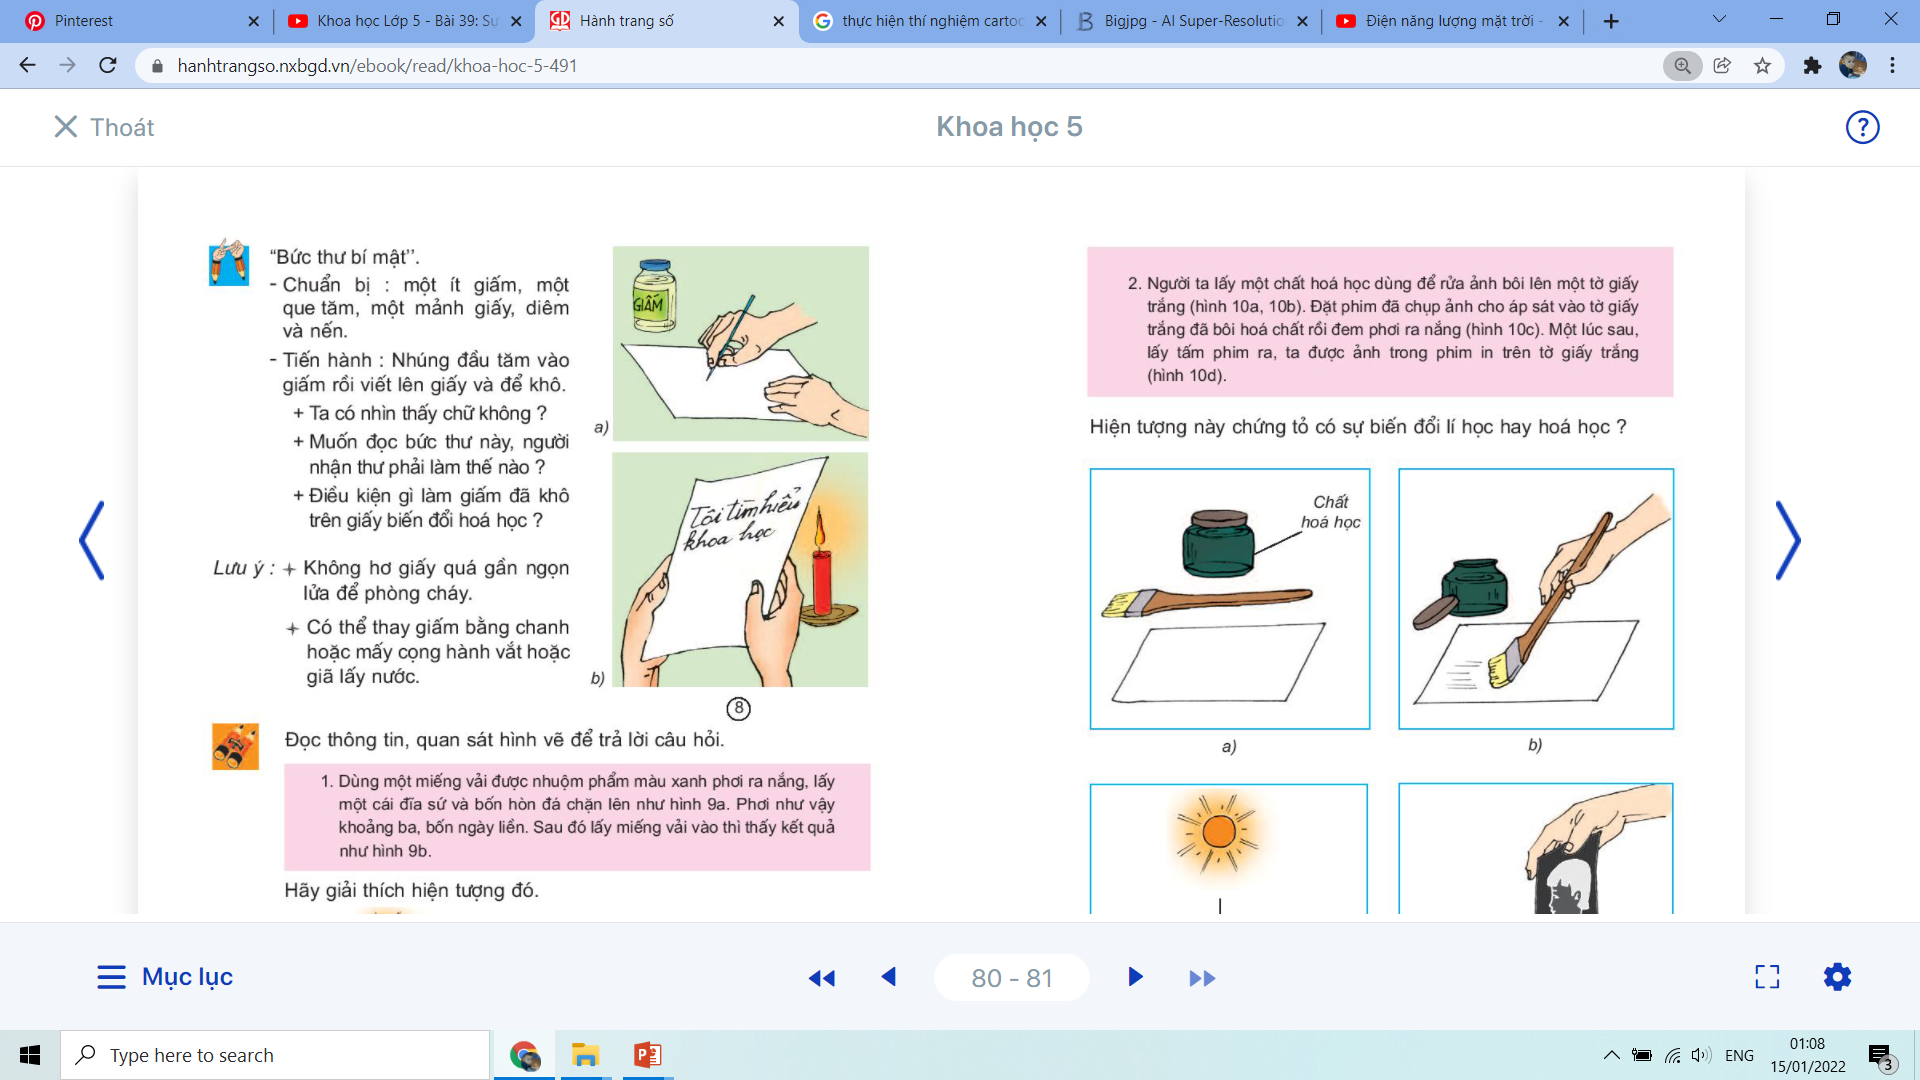 Pinterest
Khoa học Lớp 5 - Bài 39: Sự
Hành trang số
thực hiện thí nghiệm cartoo
Bigjpg - AI Super-Resolutio
Điện năng lượng mặt trời -
hanhtrangso.nxbgd.vn/ebook/read/khoa-hoc-5-491
Thoát
Khoa học 5
“Bức thư bí mật’’.
- Chuẩn bị : một ít giấm, một
que tăm, một mảnh giấy, diêm
và nến.
- Tiến hành : Nhúng đầu tăm vào
giấm rồi viết lên giấy và để khô.
+ Ta có nhìn thấy chữ không ?
+ Muốn đọc bức thư này, người
nhận thư phải làm thế nào ?
+ Điều kiện gì làm giấm đã khô
trên giấy biến đổi hoá học ?
Lưu ý : + Không hơ giấy quá gần ngọn
lửa để phòng cháy.
+ Có thể thay giấm bằng chanh
hoặc mấy cọng hành vắt hoặc
giã lấy nước.
GIẤM
a)
Tôi tìm hiểu
khoa học
b)
8
Đọc thông tin, quan sát hình vẽ để trả lời câu hỏi.
1. Dùng một miếng vải được nhuộm phẩm màu xanh phơi ra nắng, lấy
một cái đĩa sứ và bốn hòn đá chặn lên như hình 9a. Phơi như vậy
khoảng ba, bốn ngày liền. Sau đó lấy miếng vải vào thì thấy kết quả
như hình 9b.
Hãy giải thích hiện tượng đó.
2. Người ta lấy một chất hoá học dùng để rửa ảnh bôi lên một tờ giấy
trắng (hình 10a, 10b). Đặt phim đã chụp ảnh cho áp sát vào tờ giấy
trắng đã bôi hoá chất rồi đem phơi ra nắng (hình 10c). Một lúc sau,
lấy tấm phim ra, ta được ảnh trong phim in trên tờ giấy trắng
(hình 10d).
Hiện tượng này chứng tỏ có sự biến đổi lí học hay hoá học ?
Chất
hoá học
a)
b)
Mục lục
80 - 81
Type here to search
ENG
01:08
15/01/2022
3